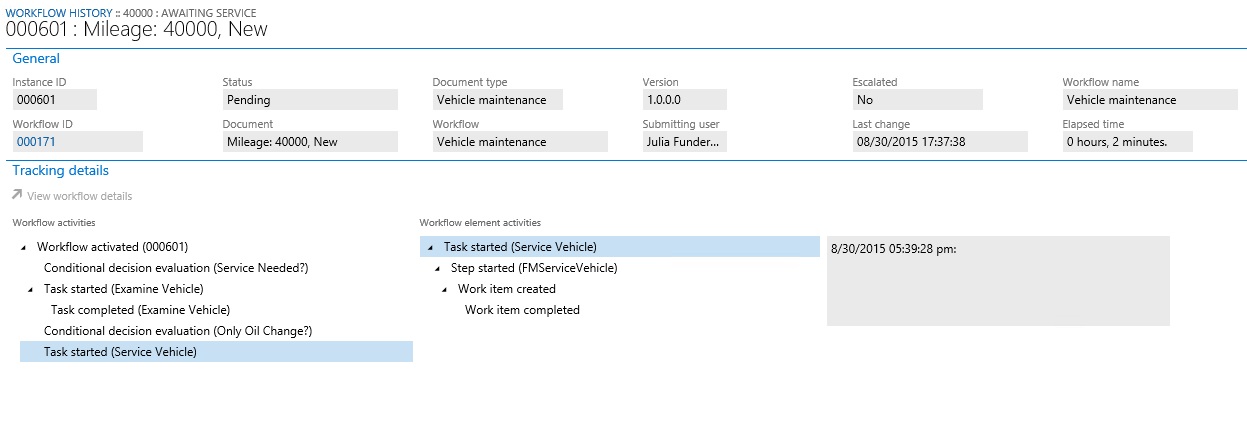 WORKFLOW HISTORY :: 40000 : AWAITING SERVICE
000601 : Mileage: 40000, New
General
Instance ID Status Document type Version Escalated Workflow name
000601 Pending Vehicle maintenance 1.0.0.0 No Vehicle maintenance
Workflow ID Document Workflow Submitting user Last change Elapsed time
000171 Mileage: 40000, New Vehicle maintenance Julia Funder... 08/30/2015 17:37:38 0 hours, 2 minutes.
Tracking details
View workflow details
Workflow activities
Workflow activated (000601)
Conditional decision evaluation (Service Needed?)
Task started (Examine Vehicle)
Task completed (Examine Vehicle)
Conditional decision evaluation (Only Oil Change?)
Task started (Service Vehicle)
Workflow element activities
Task started (Service Vehicle)
Step started (FMServiceVehicle)
Work item created
Work item completed
8/30/2015 05:39:28 pm: